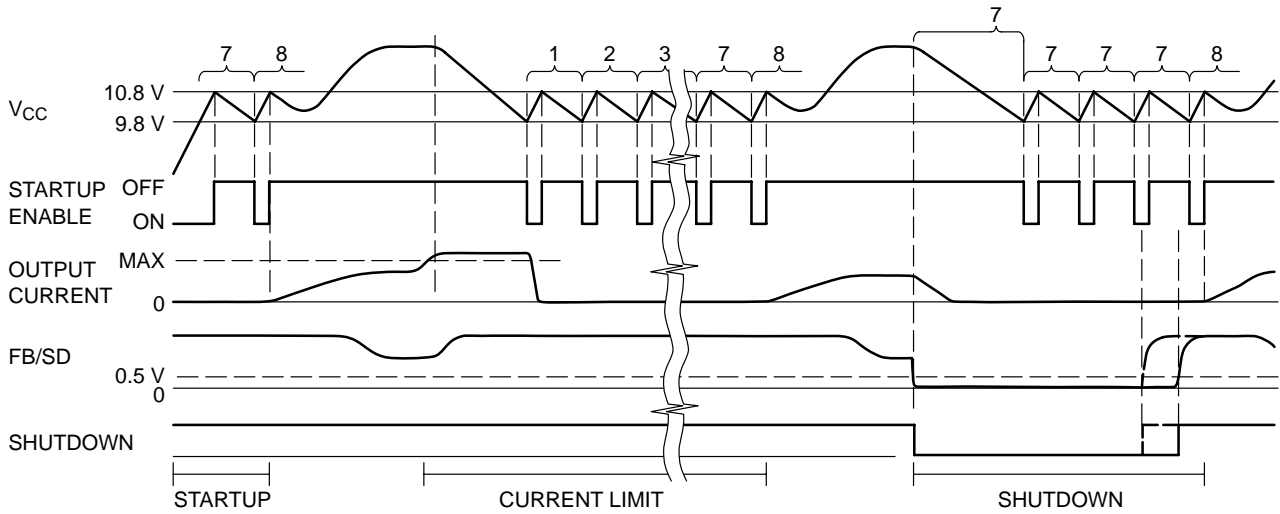 7
7 8 1 2 3 7 8 7 7 7 8
10.8 V
V_CC
9.8 V
STARTUP ENABLE
OFF
ON
OUTPUT CURRENT
MAX
0
FB/SD
0.5 V
0
SHUTDOWN
STARTUP CURRENT LIMIT SHUTDOWN